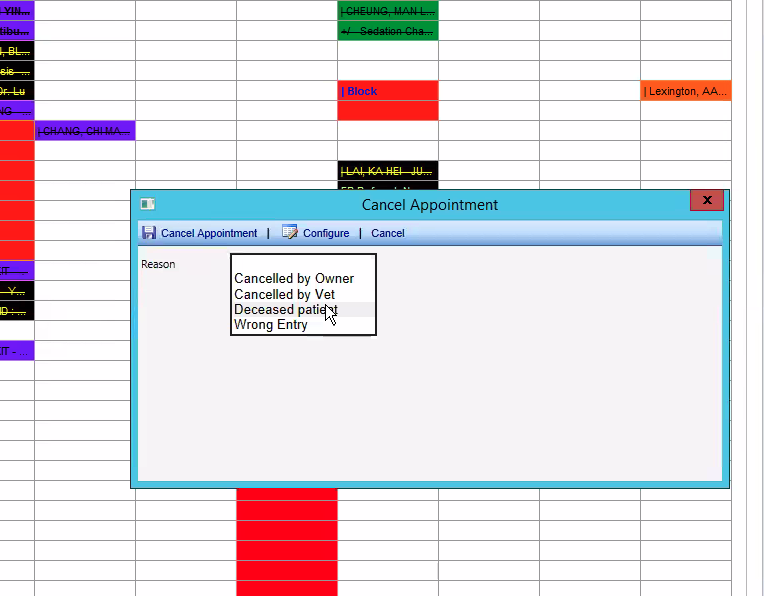 YIN...
| CHEUNG, MAN L...
tibu...
+/- Sedation Cha...
, BL...
sis -...
Dr. Lu
| Block
| Lexington, AA...
NG -...
| CHANG, CHI MA...
| LAI, KA HEI - JU...
Cancel Appointment
X
Cancel Appointment | Configure | Cancel
Reason
Cancelled by Owner
Cancelled by Vet
Deceased patient
Wrong Entry
IT -...
- Y...
ID : ...
IT - ...